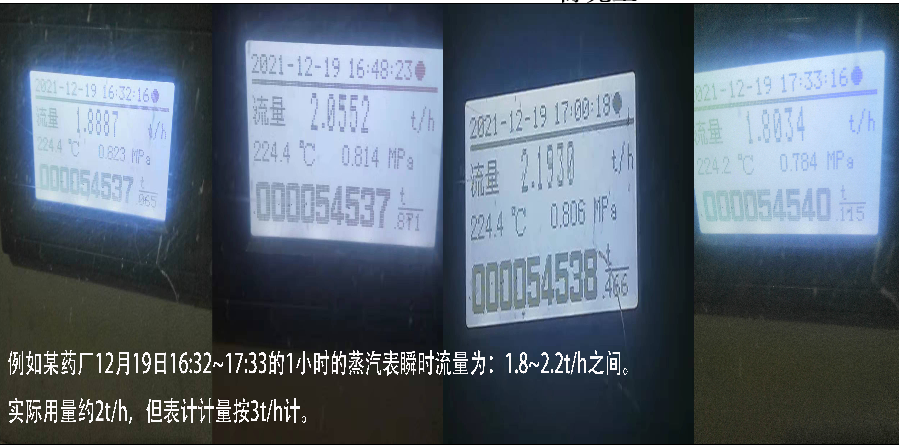 2021-12-19 16:32:16
流量 1.8887 t/h
224.4 ℃ 0.823 MPa
000054537 t
.065
2021-12-19 16:48:23
流量 2.0552 t/h
224.4 ℃ 0.814 MPa
000054537 t
.871
2021-12-19 17:00:18
流量 2.1930 t/h
224.4 ℃ 0.806 MPa
000054538 t
.466
021-12-19 17:33:16
流量 1.8034 t/h
224.2 ℃ 0.784 MPa
000054540 t
.115
例如某药厂12月19日16:32~17:33的1小时的蒸汽表瞬时流量为：1.8~2.2t/h之间。
实际用量约2t/h，但表计计量按3t/h计。